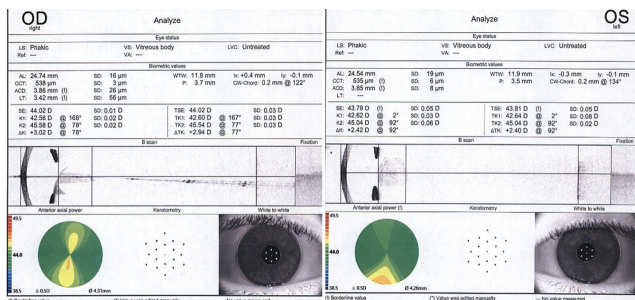 OD
right
Analyze
Eye status
LS: Phakic VS: Vitreous body LVC: Untreated
Ref: --- VA: ---
Biometric values
AL: 24.74 mm SD: 16 µm WTW: 11.8 mm Ix: +0.4 mm Iy: -0.1 mm
CCT: 538 µm SD: 3 µm P: 3.7 mm CW-Chord: 0.2 mm @ 122°
ACD: 3.86 mm (!) SD: 26 µm
LT: 3.42 mm (!) SD: 56 µm
SE: 44.02 D SD: 0.01 D TSE: 44.02 D SD: 0.03 D
K1: 42.56 D @ 168° SD: 0.02 D TK1: 42.60 D @ 167° SD: 0.03 D
K2: 45.58 D @ 78° SD: 0.02 D TK2: 45.54 D @ 77° SD: 0.03 D
ΔK: +3.02 D @ 78° ΔTK: +2.94 D @ 77°
B scan Fixation
Anterior axial power Keratometry White to white
49.5
44.0
38.5 ≡ 0.5D Ø 4.31mm
OS
left
Analyze
Eye status
LS: Phakic VS: Vitreous body LVC: Untreated
Ref: --- VA: ---
Biometric values
AL: 24.54 mm SD: 19 µm WTW: 11.9 mm Ix: -0.3 mm Iy: -0.1 mm
CCT: 535 µm (!) SD: 6 µm P: 3.5 mm CW-Chord: 0.2 mm @ 134°
ACD: 3.85 mm (!) SD: 8 µm
LT: ---
SE: 43.79 D (!) SD: 0.05 D TSE: 43.81 D (!) SD: 0.05 D
K1: 42.62 D @ 2° SD: 0.03 D TK1: 42.64 D @ 2° SD: 0.08 D
K2: 45.04 D @ 92° SD: 0.06 D TK2: 45.04 D @ 92° SD: 0.02 D
ΔK: +2.42 D @ 92° ΔTK: +2.40 D @ 92°
B scan Fixation
Anterior axial power (!) Keratometry White to white
49.5
44.0
38.5 ≡ 0.5D Ø 4.28mm
(!) Borderline value (*) Value was edited manually --- No value measured